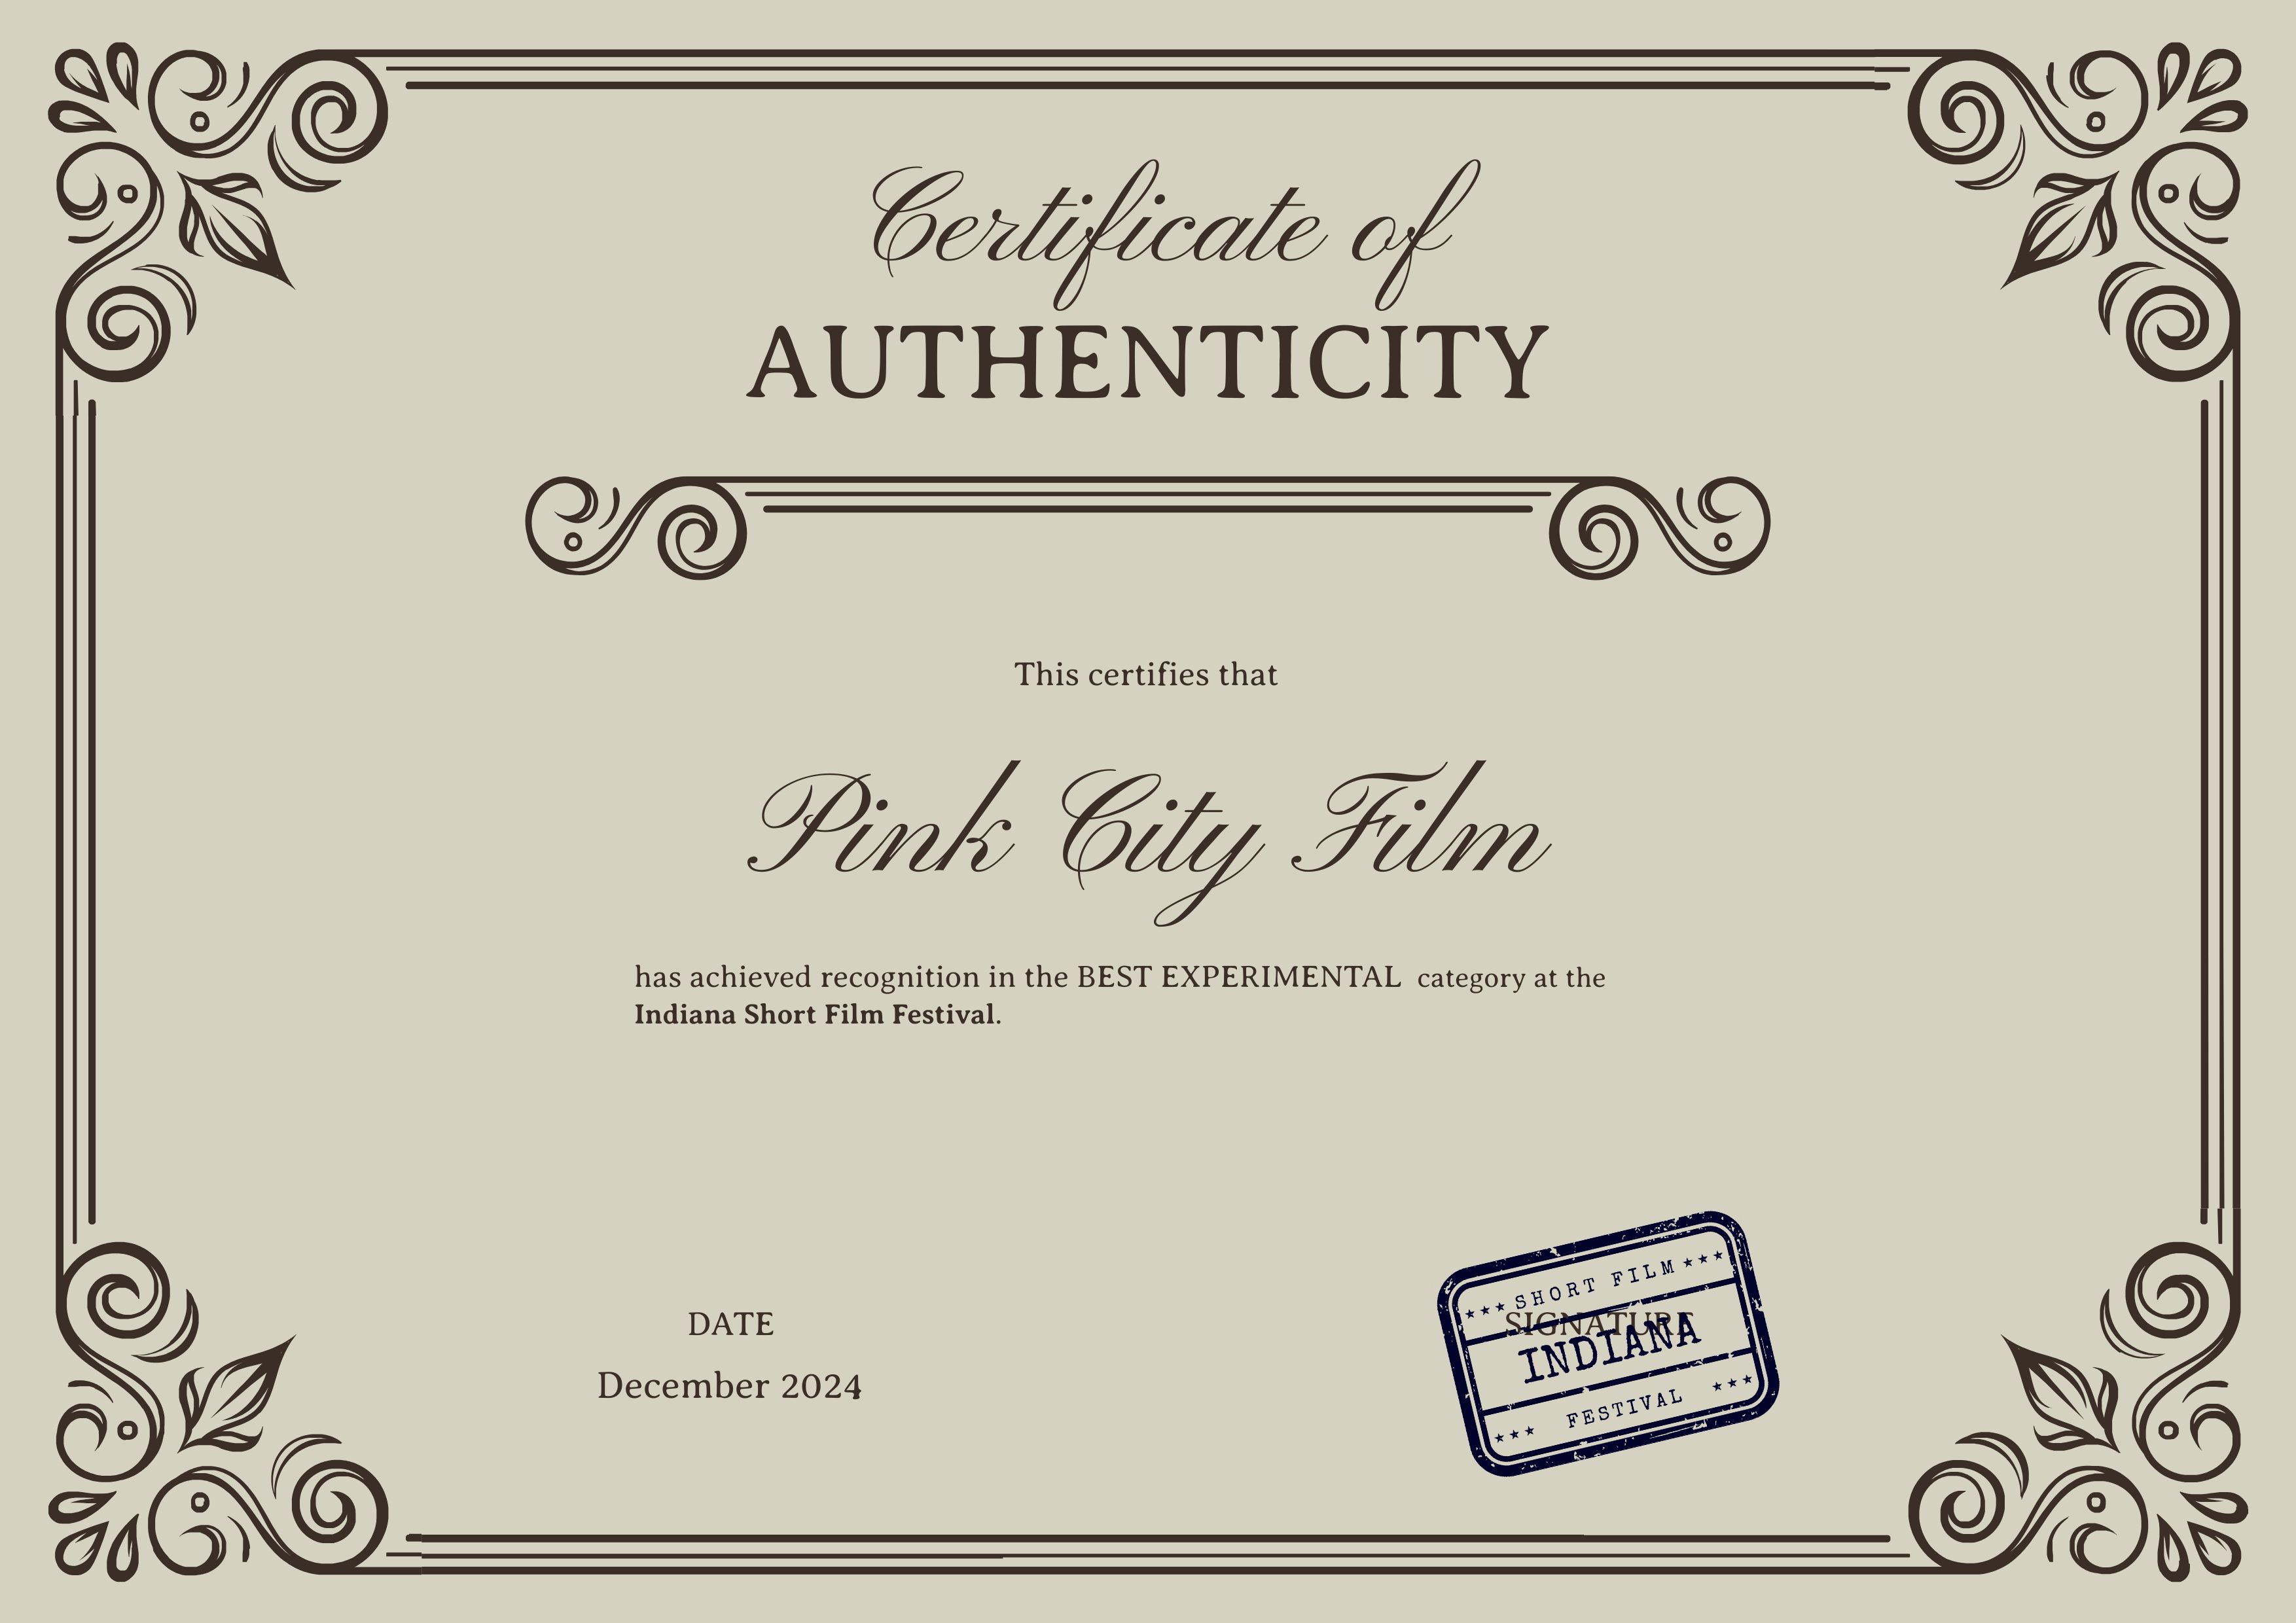 Certificate of
AUTHENTICITY
This certifies that
Pink City Film
has achieved recognition in the BEST EXPERIMENTAL category at the
Indiana Short Film Festival.
DATE
December 2024
SIGNATURE
★★★ SHORT FILM ★★★
INDIANA
★★★ FESTIVAL ★★★